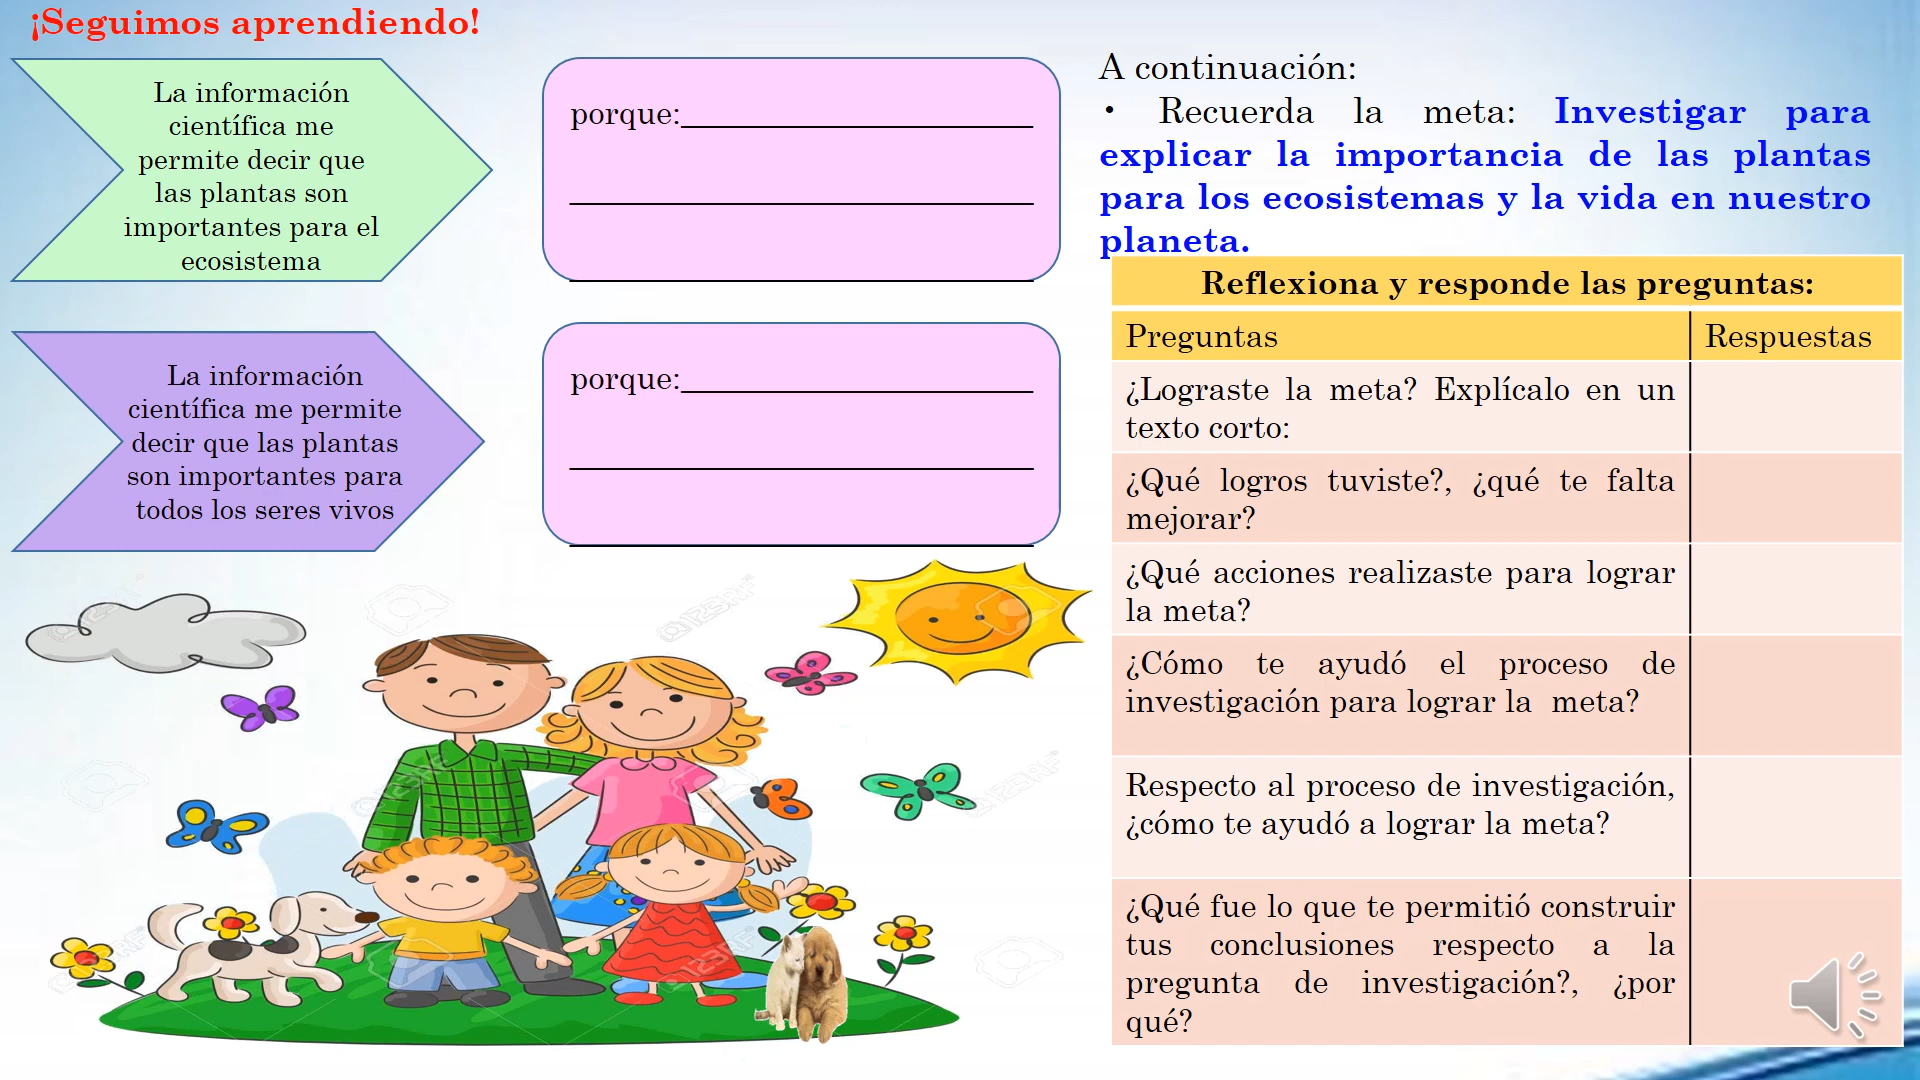 ¡Seguimos aprendiendo!
La información
científica me
permite decir que
las plantas son
importantes para el
ecosistema
porque:
La información
científica me permite
decir que las plantas
son importantes para
todos los seres vivos
porque:
A continuación:
• Recuerda la meta: Investigar para
explicar la importancia de las plantas
para los ecosistemas y la vida en nuestro
planeta.
Reflexiona y responde las preguntas:
Preguntas Respuestas
¿Lograste la meta? Explícalo en un
texto corto:
¿Qué logros tuviste?, ¿qué te falta
mejorar?
¿Qué acciones realizaste para lograr
la meta?
¿Cómo te ayudó el proceso de
investigación para lograr la meta?
Respecto al proceso de investigación,
¿cómo te ayudó a lograr la meta?
¿Qué fue lo que te permitió construir
tus conclusiones respecto a la
pregunta de investigación?, ¿por
qué?
123RF
123RF
123RF
123RF
123RF
123RF